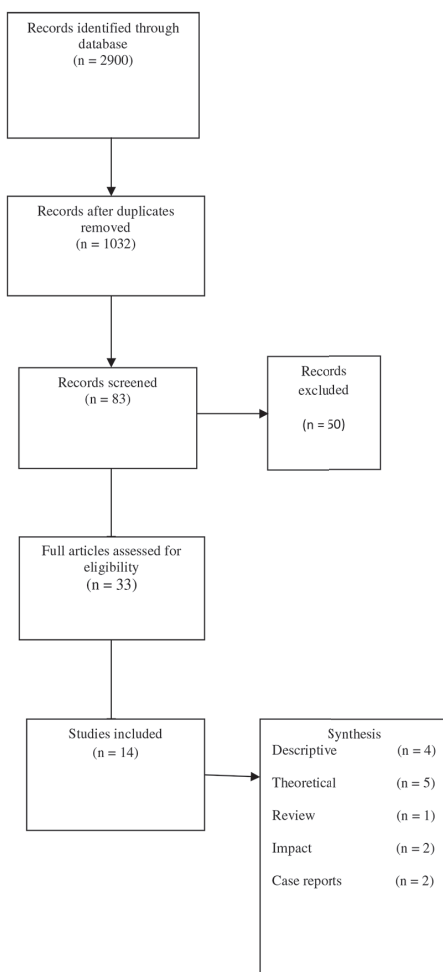 Records identified through
database
(n = 2900)
Records after duplicates
removed
(n = 1032)
Records screened
(n = 83)
Records
excluded
(n = 50)
Full articles assessed for
eligibility
(n = 33)
Studies included
(n = 14)
Synthesis
Descriptive (n = 4)
Theoretical (n = 5)
Review (n = 1)
Impact (n = 2)
Case reports (n = 2)